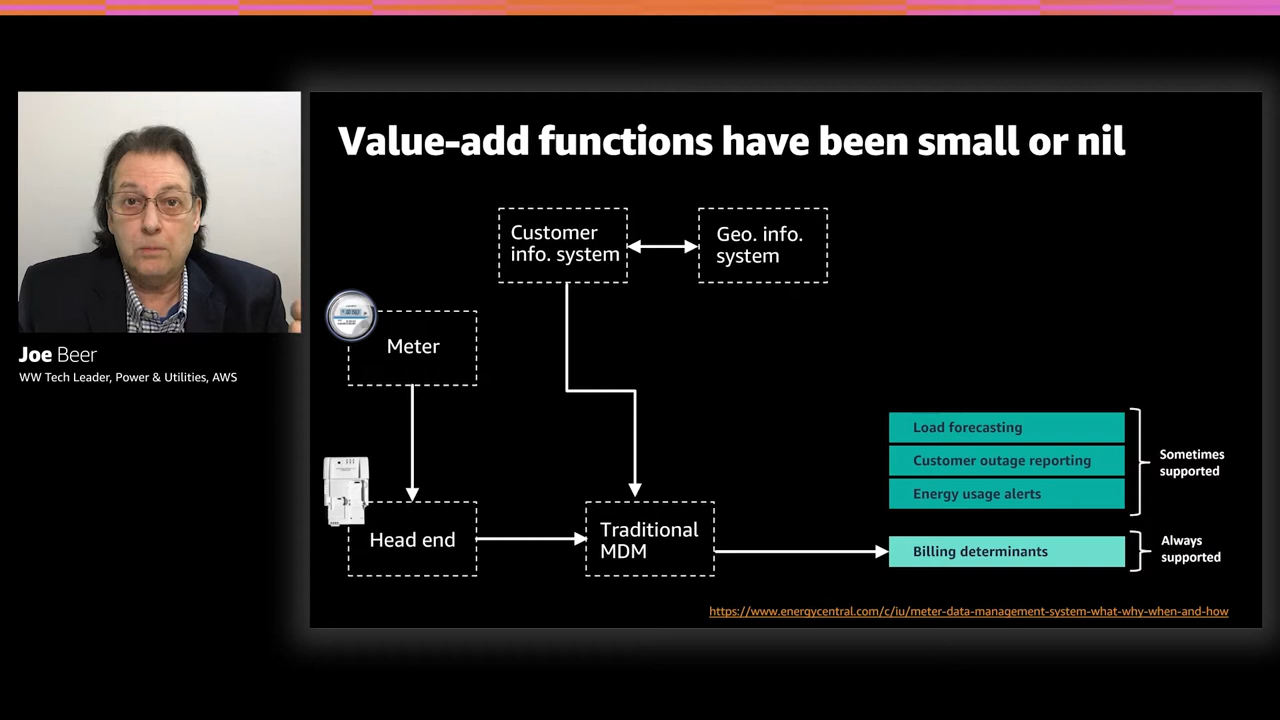 Value-add functions have been small or nil
Customer
info. system
Geo. info.
system
Meter
Joe Beer
WW Tech Leader, Power & Utilities, AWS
Load forecasting
Customer outage reporting
Energy usage alerts
Sometimes
supported
Head end
Traditional
MDM
Billing determinants
Always
supported
https://www.energycentral.com/c/iu/meter-data-management-system-what-why-when-and-how